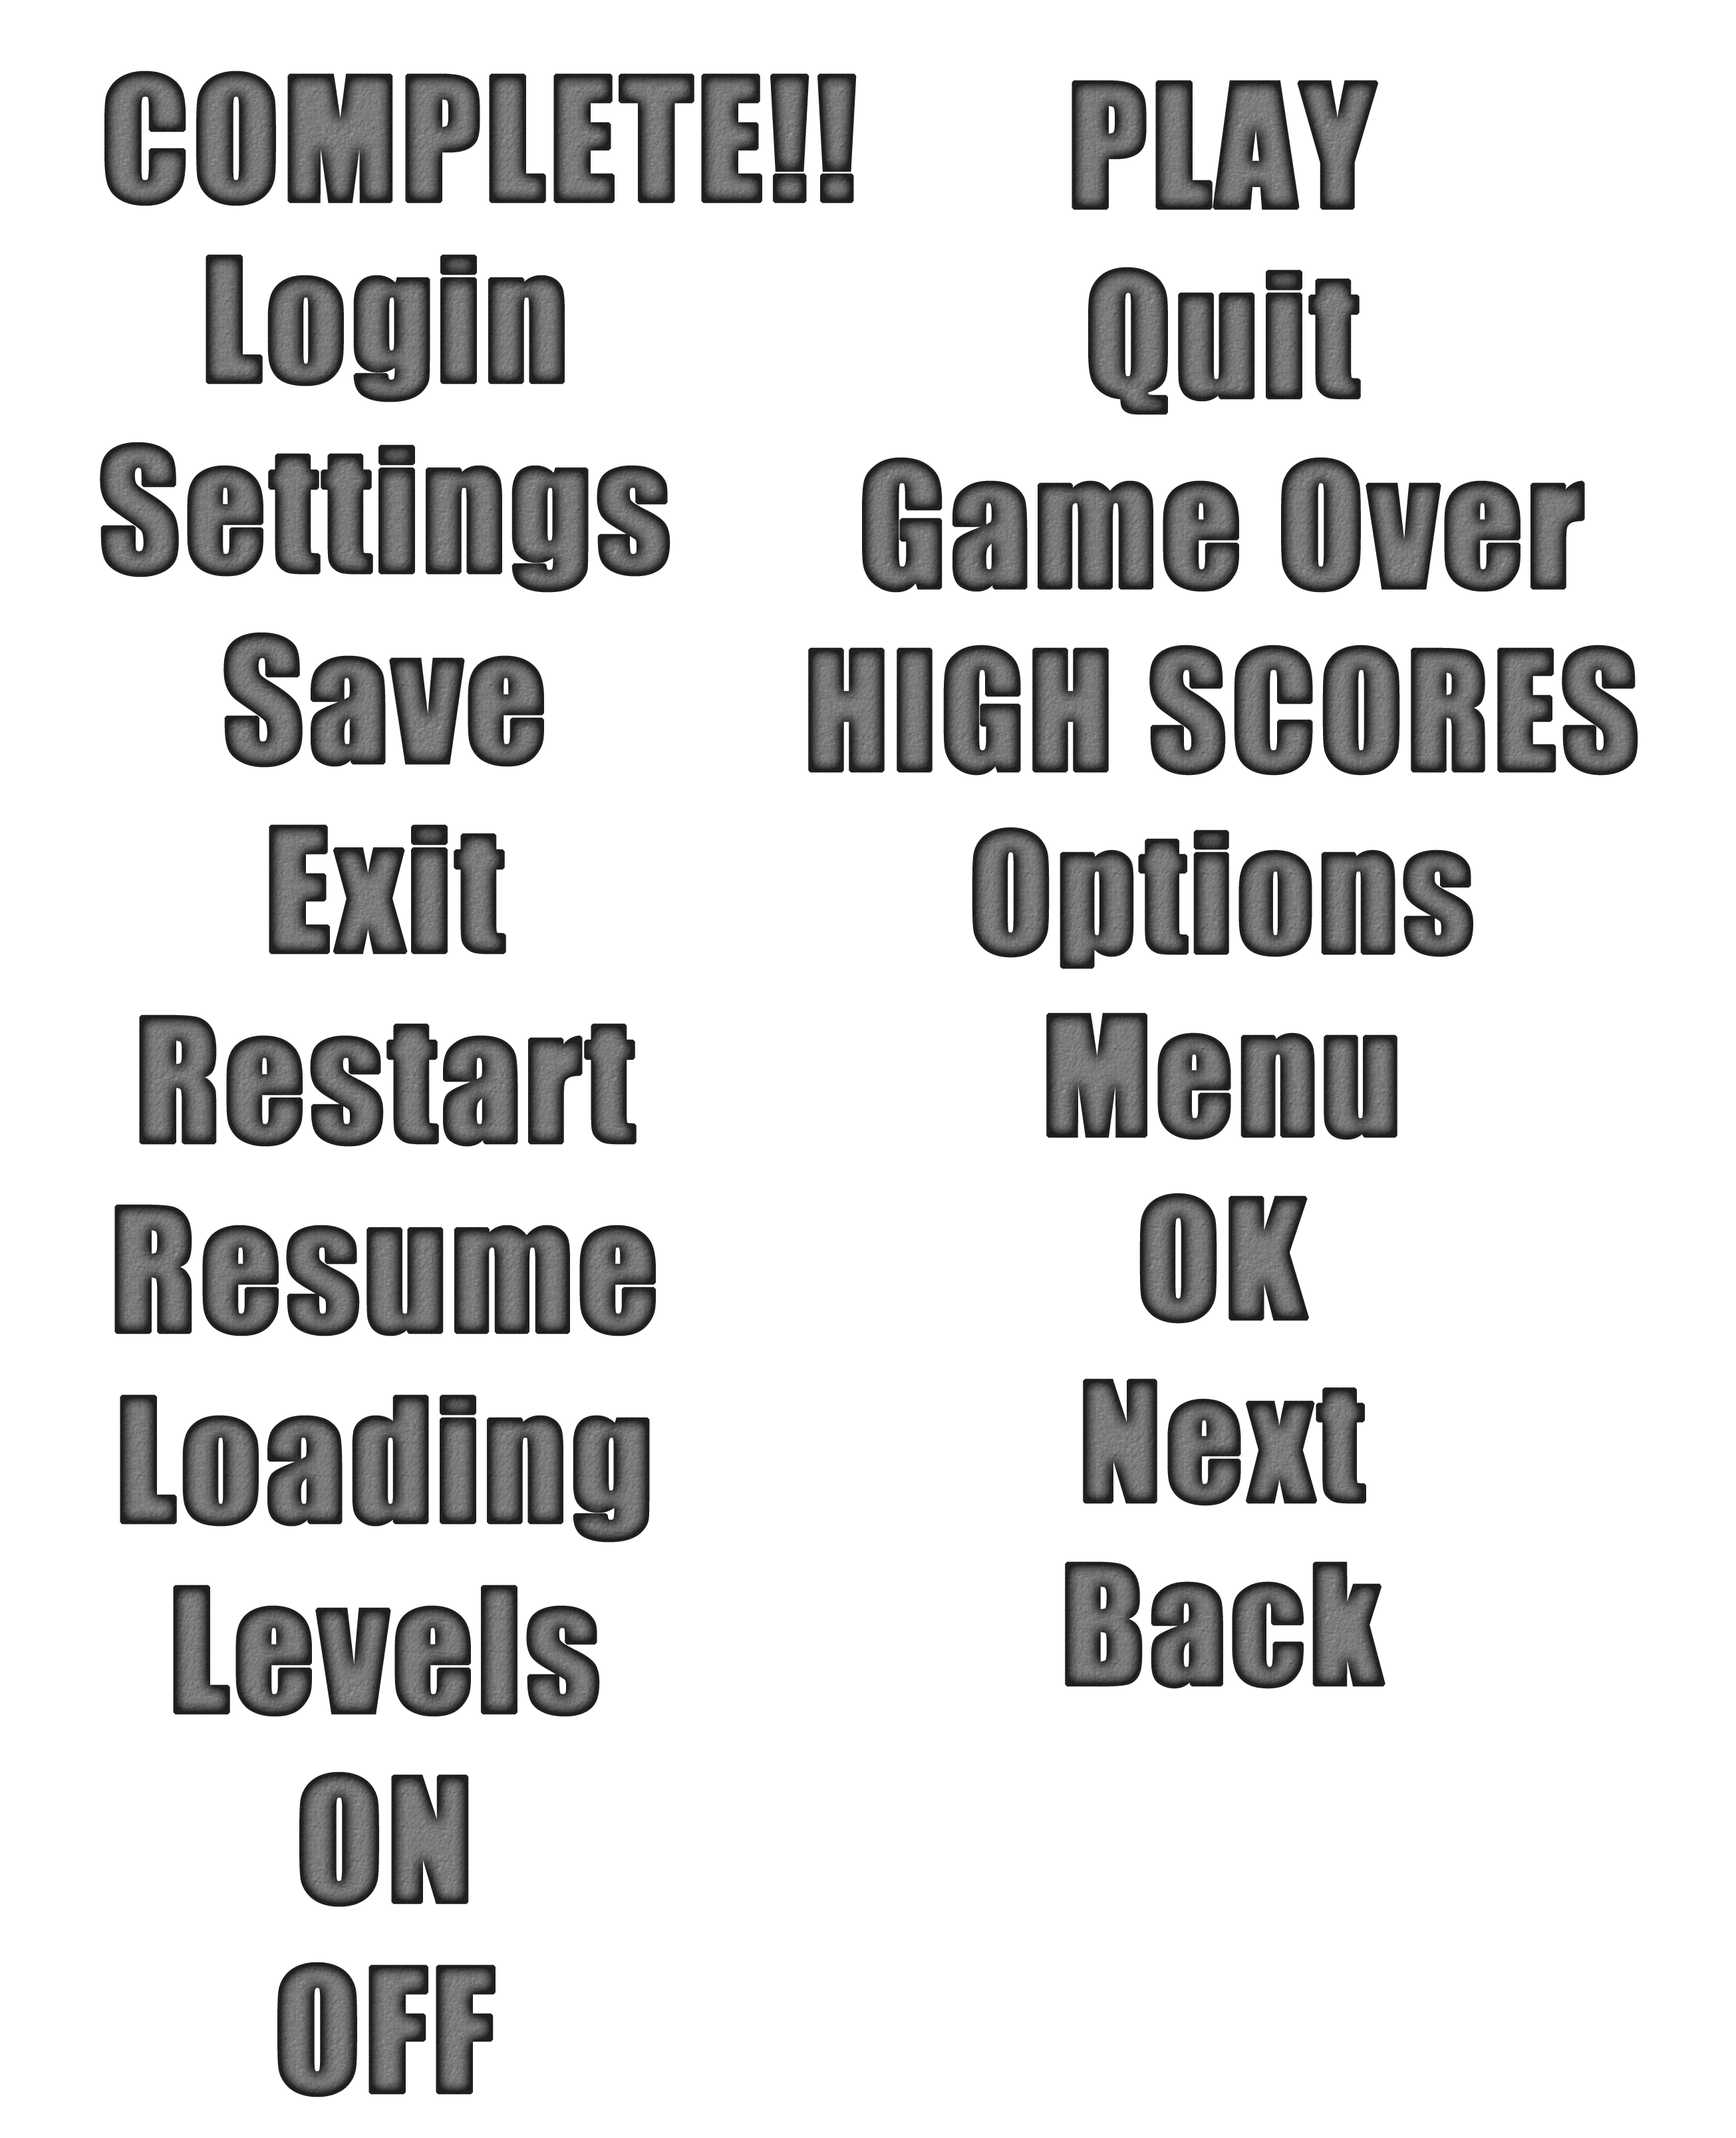 COMPLETE!!
Login
Settings
Save
Exit
Restart
Resume
Loading
Levels
ON
OFF
PLAY
Quit
Game Over
HIGH SCORES
Options
Menu
OK
Next
Back